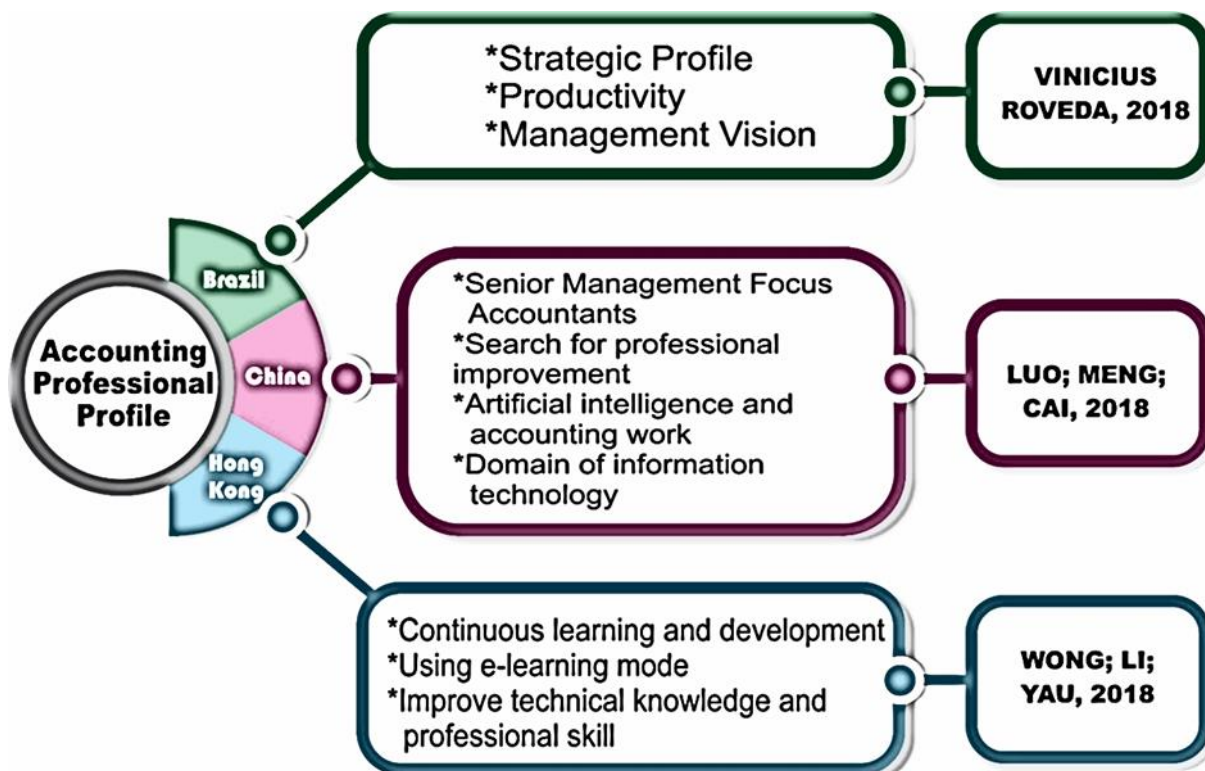 Accounting
Professional
Profile
Brazil
*Strategic Profile
*Productivity
*Management Vision
VINICIUS
ROVEDA, 2018
China
*Senior Management Focus
Accountants
*Search for professional
improvement
*Artificial intelligence and
accounting work
*Domain of information
technology
LUO; MENG;
CAI, 2018
Hong
Kong
*Continuous learning and development
*Using e-learning mode
*Improve technical knowledge and
professional skill
WONG; LI;
YAU, 2018